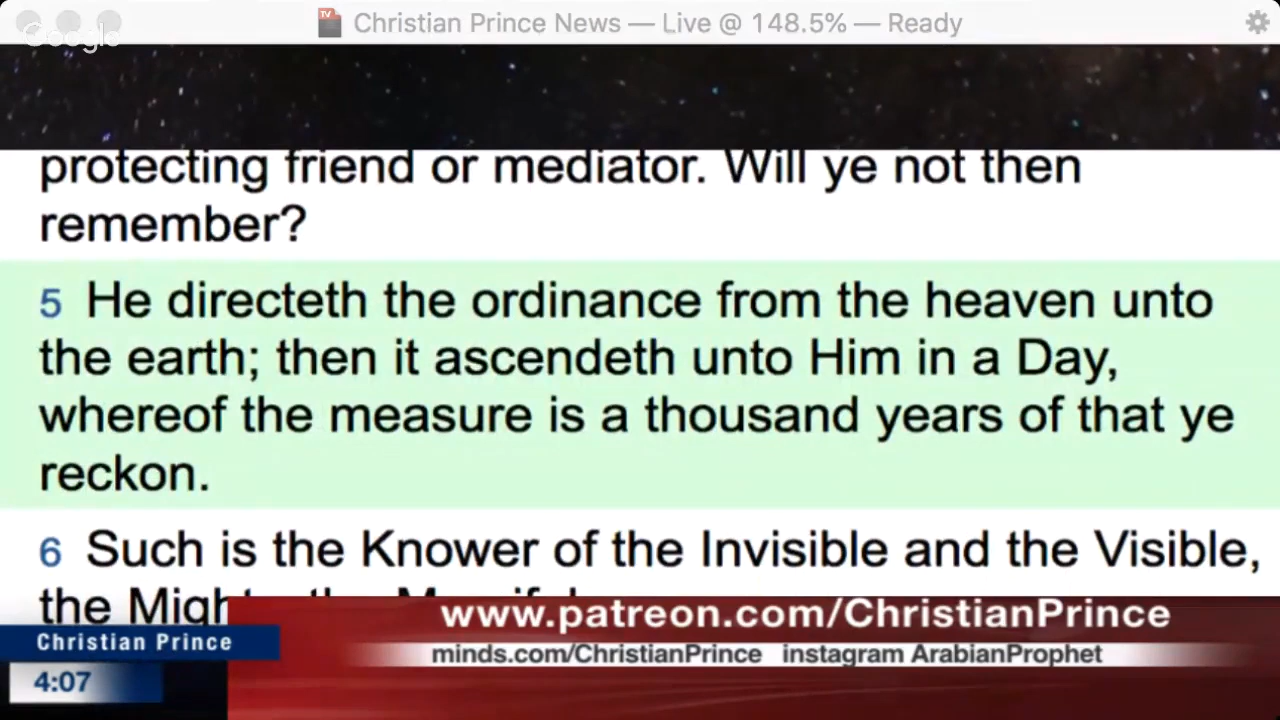 Christian Prince News — Live @ 148.5% — Ready
Google
protecting friend or mediator. Will ye not then
remember?
5 He directeth the ordinance from the heaven unto
the earth; then it ascendeth unto Him in a Day,
whereof the measure is a thousand years of that ye
reckon.
6 Such is the Knower of the Invisible and the Visible,
the
www.patreon.com/ChristianPrince
Christian Prince
minds.com/ChristianPrince instagram ArabianProphet
4:07